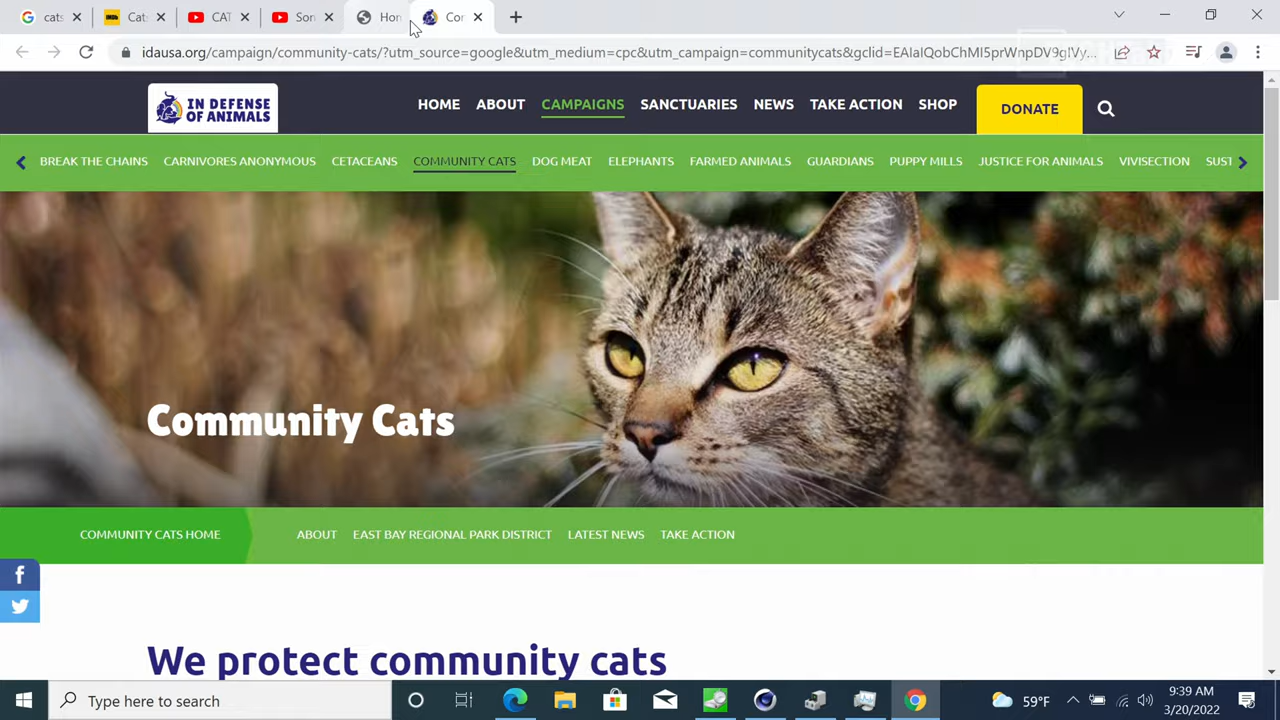 cats
IMDb
Cats
CAT
Son
Hon
Cor
idausa.org/campaign/community-cats/?utm_source=google&utm_medium=cpc&utm_campaign=communitycats&gclid=EAIaIQobChMI5prWnpDV9gIVy...
IN DEFENSE
OF ANIMALS
HOME
ABOUT
CAMPAIGNS
SANCTUARIES
NEWS
TAKE ACTION
SHOP
DONATE
BREAK THE CHAINS
CARNIVORES ANONYMOUS
CETACEANS
COMMUNITY CATS
DOG MEAT
ELEPHANTS
FARMED ANIMALS
GUARDIANS
PUPPY MILLS
JUSTICE FOR ANIMALS
VIVISECTION
SUST
Community Cats
COMMUNITY CATS HOME
ABOUT
EAST BAY REGIONAL PARK DISTRICT
LATEST NEWS
TAKE ACTION
We protect community cats
Type here to search
59°F
9:39 AM
3/20/2022